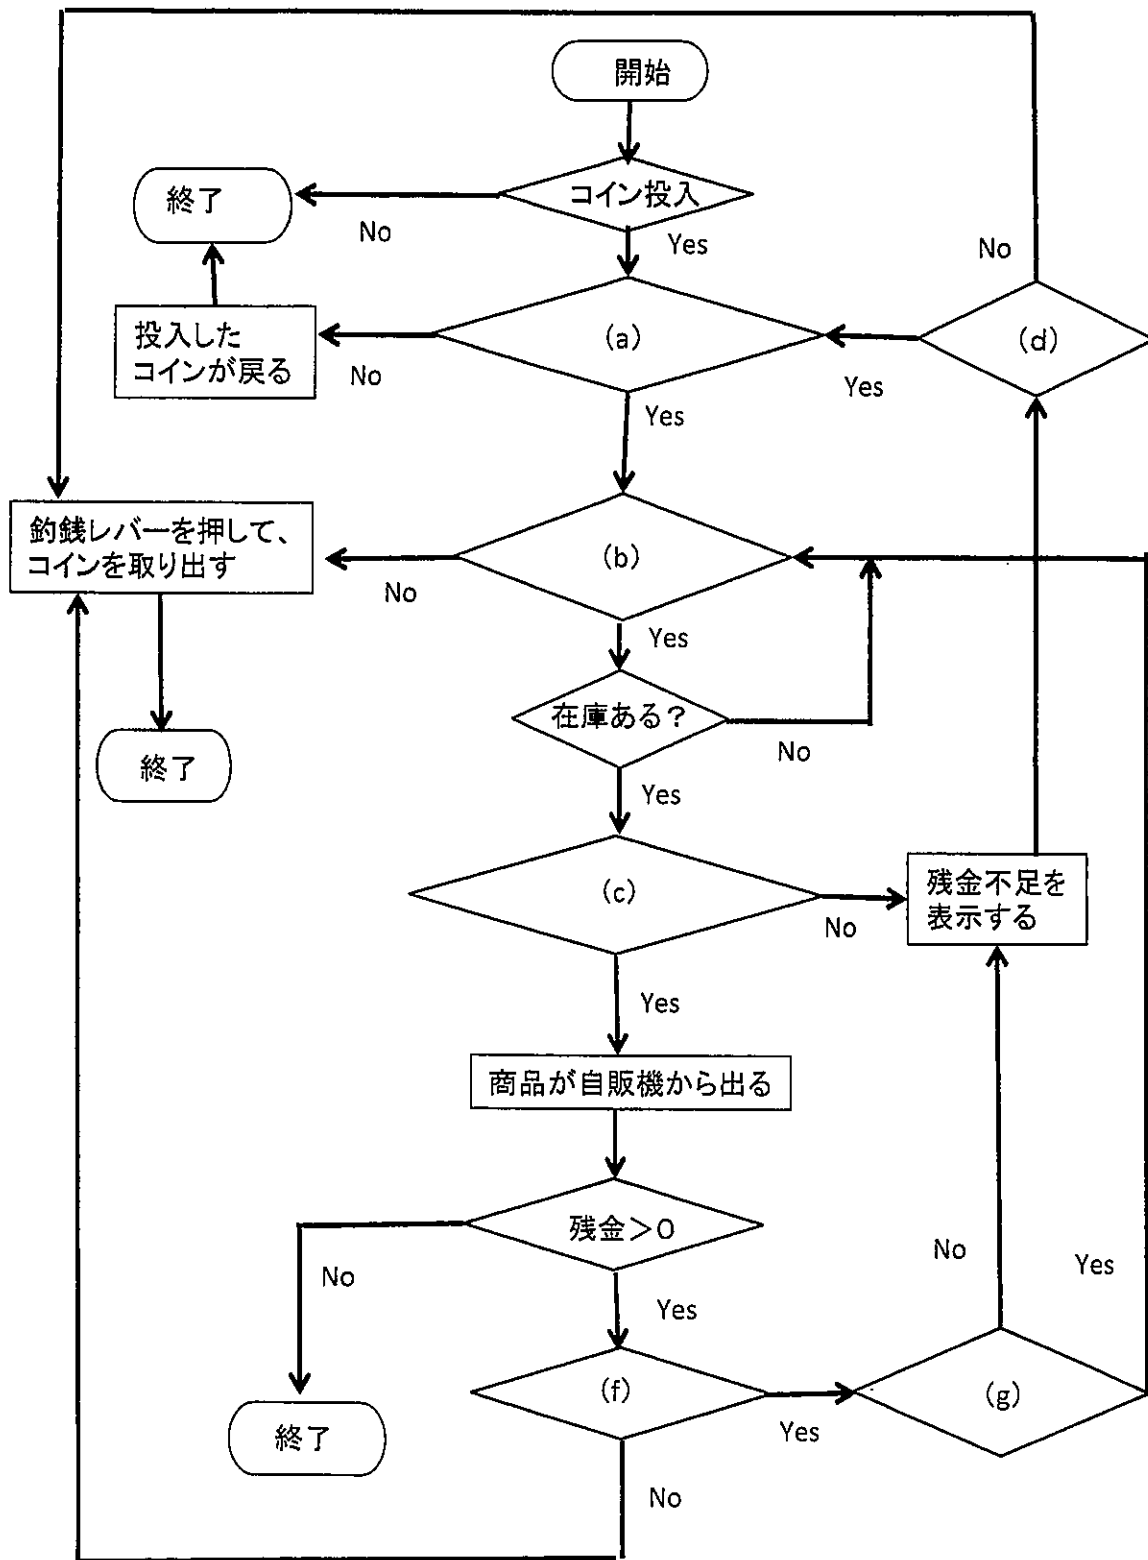 開始
コイン投入
終了
No
Yes
No
投入した
コインが戻る
No
(a)
Yes
(d)
Yes
釣銭レバーを押して、
コインを取り出す
No
(b)
Yes
在庫ある？
No
終了
Yes
(c)
No
残金不足を
表示する
Yes
商品が自販機から出る
残金＞０
No
Yes
No
Yes
(f)
Yes
(g)
終了
No